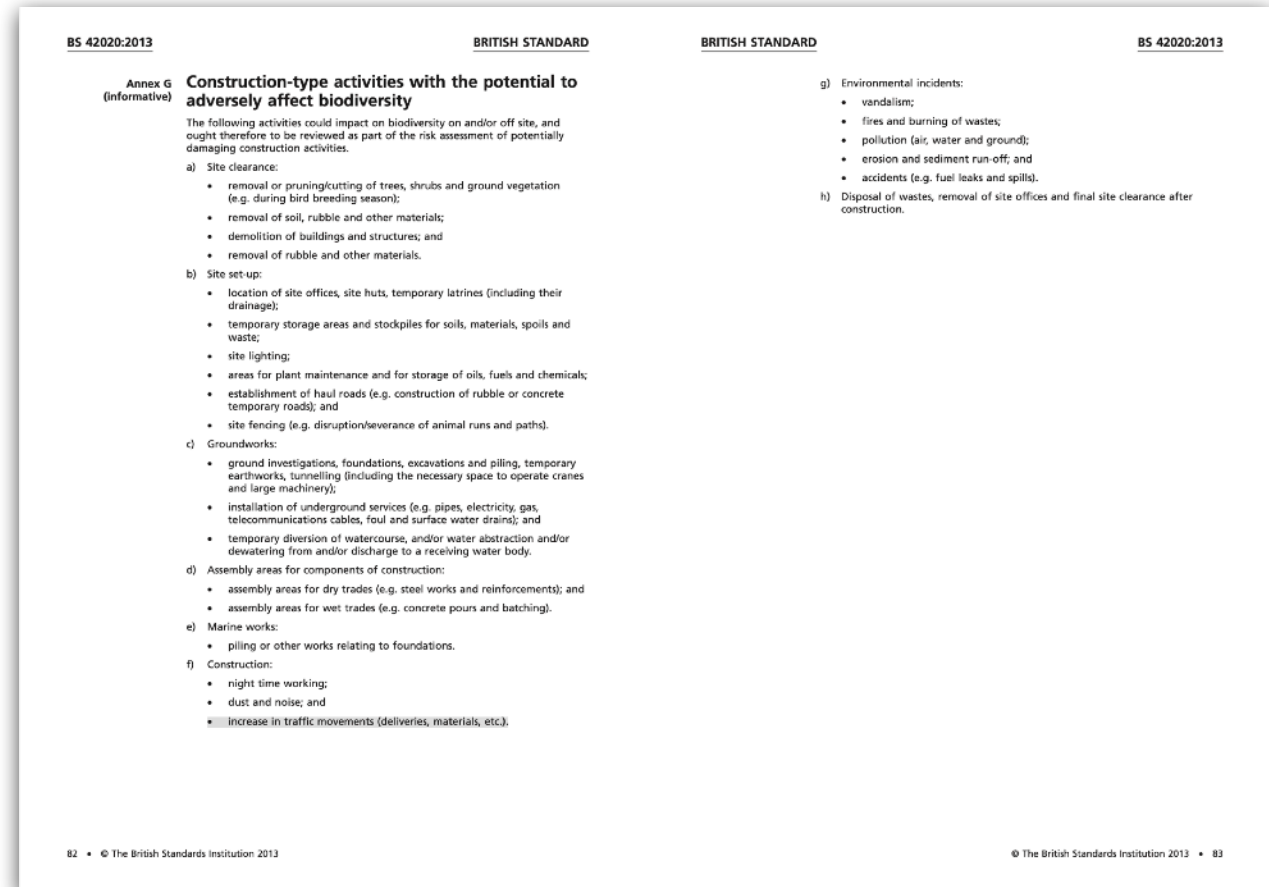 BS 42020:2013
BRITISH STANDARD
Annex G
(informative)
Construction-type activities with the potential to
adversely affect biodiversity
The following activities could impact on biodiversity on and/or off site, and
ought therefore to be reviewed as part of the risk assessment of potentially
damaging construction activities.
a) Site clearance:
• removal or pruning/cutting of trees, shrubs and ground vegetation
(e.g. during bird breeding season);
• removal of soil, rubble and other materials;
• demolition of buildings and structures; and
• removal of rubble and other materials.
b) Site set-up:
• location of site offices, site huts, temporary latrines (including their
drainage);
• temporary storage areas and stockpiles for soils, materials, spoils and
waste;
• site lighting;
• areas for plant maintenance and for storage of oils, fuels and chemicals;
• establishment of haul roads (e.g. construction of rubble or concrete
temporary roads); and
• site fencing (e.g. disruption/severance of animal runs and paths).
c) Groundworks:
• ground investigations, foundations, excavations and piling, temporary
earthworks, tunnelling (including the necessary space to operate cranes
and large machinery);
• installation of underground services (e.g. pipes, electricity, gas,
telecommunications cables, foul and surface water drains); and
• temporary diversion of watercourse, and/or water abstraction and/or
dewatering from and/or discharge to a receiving water body.
d) Assembly areas for components of construction:
• assembly areas for dry trades (e.g. steel works and reinforcements); and
• assembly areas for wet trades (e.g. concrete pours and batching).
e) Marine works:
• piling or other works relating to foundations.
f) Construction:
• night time working;
• dust and noise; and
• increase in traffic movements (deliveries, materials, etc.).
82 • © The British Standards Institution 2013
BRITISH STANDARD
BS 42020:2013
g) Environmental incidents:
• vandalism;
• fires and burning of wastes;
• pollution (air, water and ground);
• erosion and sediment run-off; and
• accidents (e.g. fuel leaks and spills).
h) Disposal of wastes, removal of site offices and final site clearance after
construction.
© The British Standards Institution 2013 • 83